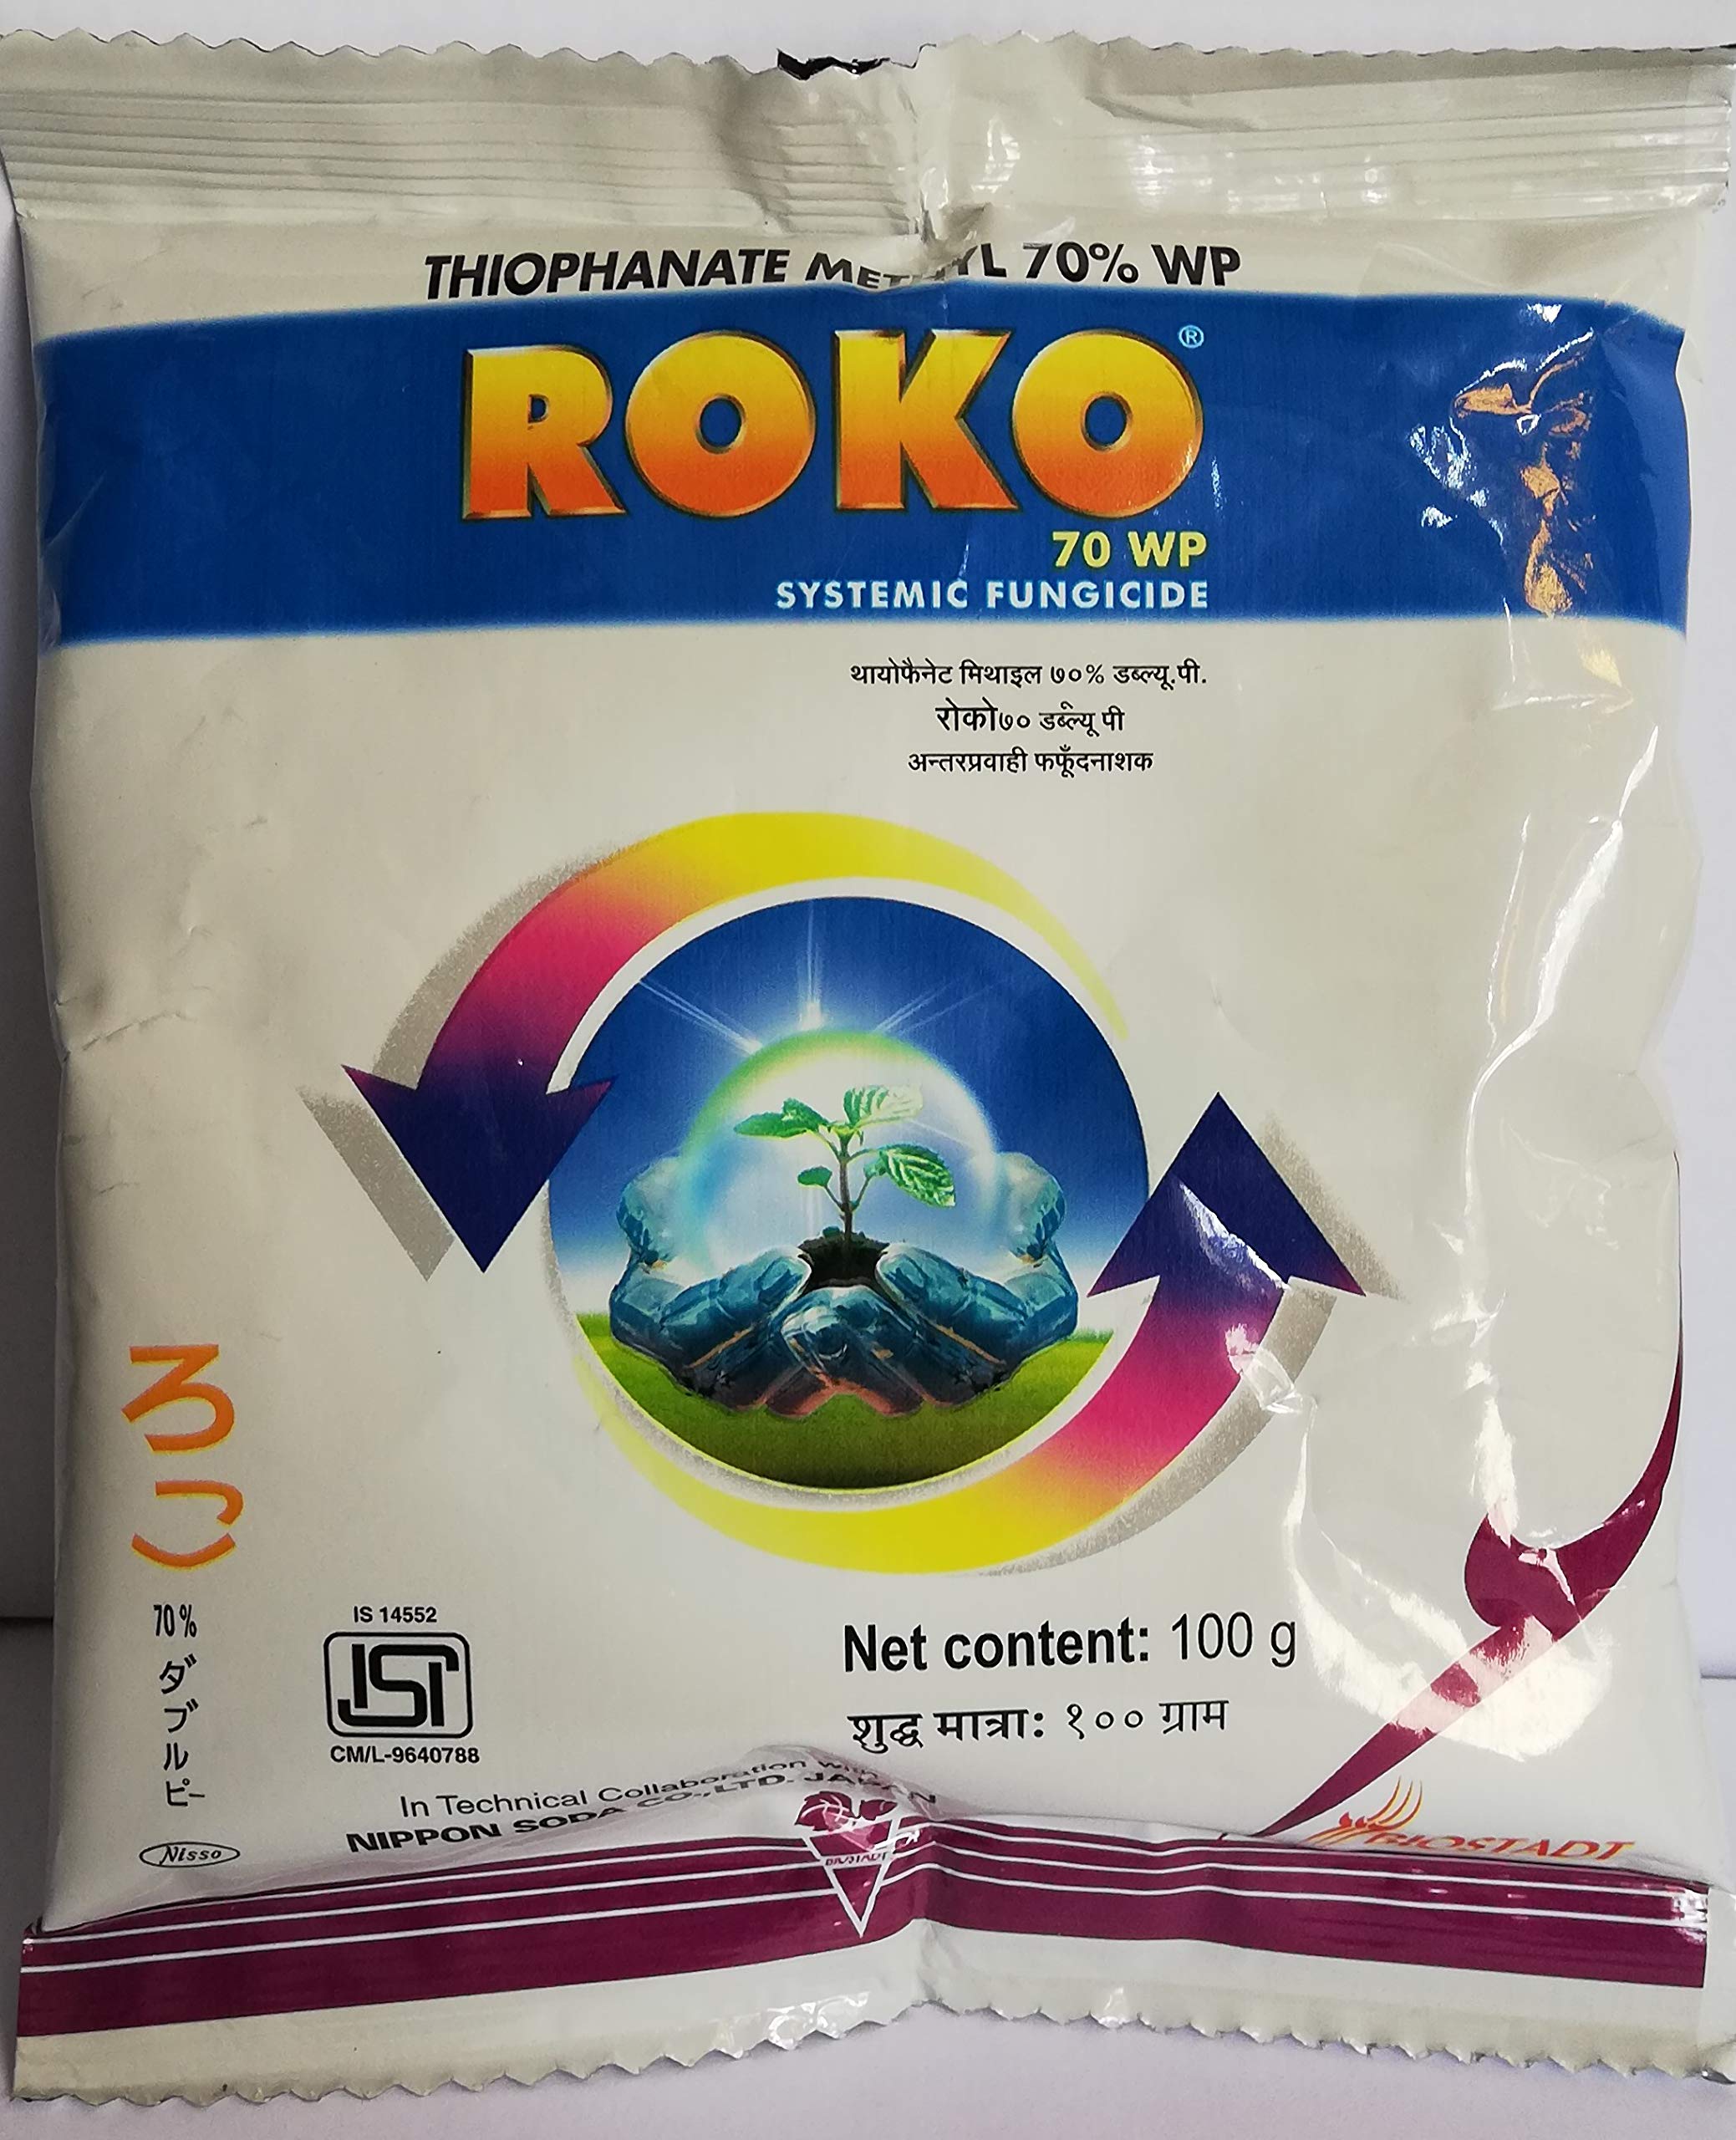 THIOPHANATE METHYL 70% WP
ROKO®
70 WP
SYSTEMIC FUNGICIDE
थायोफैनेट मिथाइल ७०% डब्ल्यू.पी.
रोको७० डब्ल्यू पी
अन्तरप्रवाही फफूँदनाशक
ろ
こ
70%
ダ
ブ
ル
ピー
Nisso
IS 14552
ISI
CM/L-9640788
Net content: 100 g
शुद्ध मात्रा: १०० ग्राम
In Technical Collaboration with
NIPPON SODA CO.,LTD. JAPAN
BIOSTADT
BIOSTADT